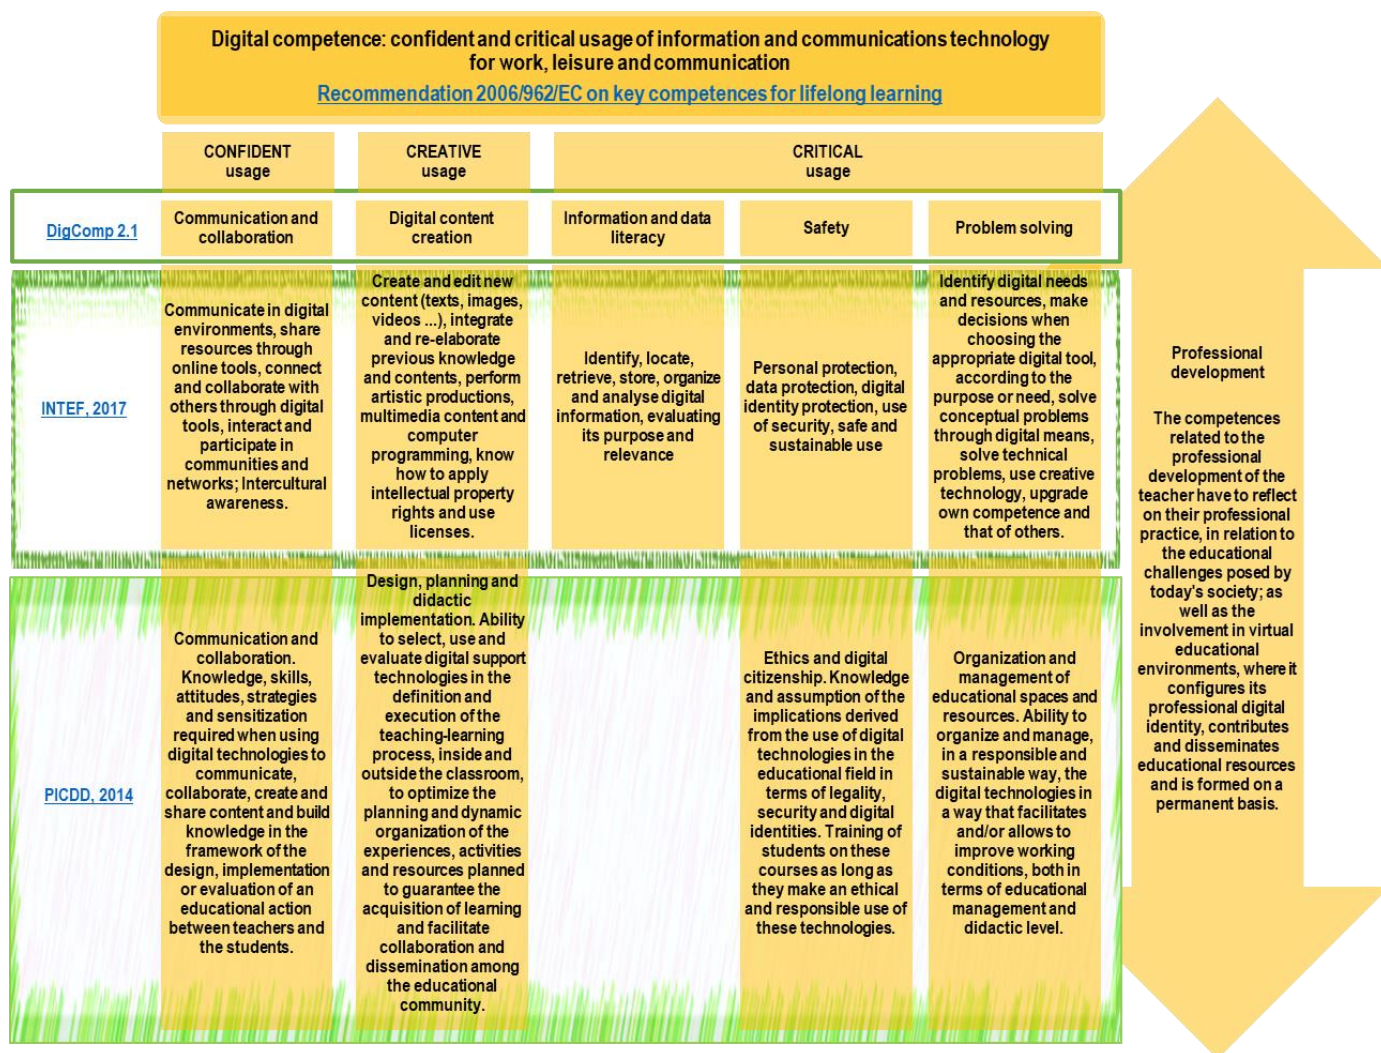 Digital competence: confident and critical usage of information and communications technology
for work, leisure and communication
Recommendation 2006/962/EC on key competences for lifelong learning
CONFIDENT
usage
CREATIVE
usage
CRITICAL
usage
DigComp 2.1
Communication and
collaboration
Digital content
creation
Information and data
literacy
Safety
Problem solving
INTEF, 2017
Communicate in digital
environments, share
resources through
online tools, connect
and collaborate with
others through digital
tools, interact and
participate in
communities and
networks; Intercultural
awareness.
Create and edit new
content (texts, images,
videos ...), integrate
and re-elaborate
previous knowledge
and contents, perform
artistic productions,
multimedia content and
computer
programming, know
how to apply
intellectual property
rights and use
licenses.
Identify, locate,
retrieve, store, organize
and analyse digital
information, evaluating
its purpose and
relevance
Personal protection,
data protection, digital
identity protection, use
of security, safe and
sustainable use
Identify digital needs
and resources, make
decisions when
choosing the
appropriate digital tool,
according to the
purpose or need, solve
conceptual problems
through digital means,
solve technical
problems, use creative
technology, upgrade
own competence and
that of others.
PICDD, 2014
Communication and
collaboration.
Knowledge, skills,
attitudes, strategies
and sensitization
required when using
digital technologies to
communicate,
collaborate, create and
share content and build
knowledge in the
framework of the
design, implementation
or evaluation of an
educational action
between teachers and
the students.
Design, planning and
didactic
implementation. Ability
to select, use and
evaluate digital support
technologies in the
definition and
execution of the
teaching-learning
process, inside and
outside the classroom,
to optimize the
planning and dynamic
organization of the
experiences, activities
and resources planned
to guarantee the
acquisition of learning
and facilitate
collaboration and
dissemination among
the educational
community.
Ethics and digital
citizenship. Knowledge
and assumption of the
implications derived
from the use of digital
technologies in the
educational field in
terms of legality,
security and digital
identities. Training of
students on these
courses as long as
they make an ethical
and responsible use of
these technologies.
Organization and
management of
educational spaces and
resources. Ability to
organize and manage,
in a responsible and
sustainable way, the
digital technologies in
a way that facilitates
and/or allows to
improve working
conditions, both in
terms of educational
management and
didactic level.
Professional
development
The competences
related to the
professional
development of the
teacher have to reflect
on their professional
practice, in relation to
the educational
challenges posed by
today's society; as
well as the
involvement in virtual
educational
environments, where it
configures its
professional digital
identity, contributes
and disseminates
educational resources
and is formed on a
permanent basis.